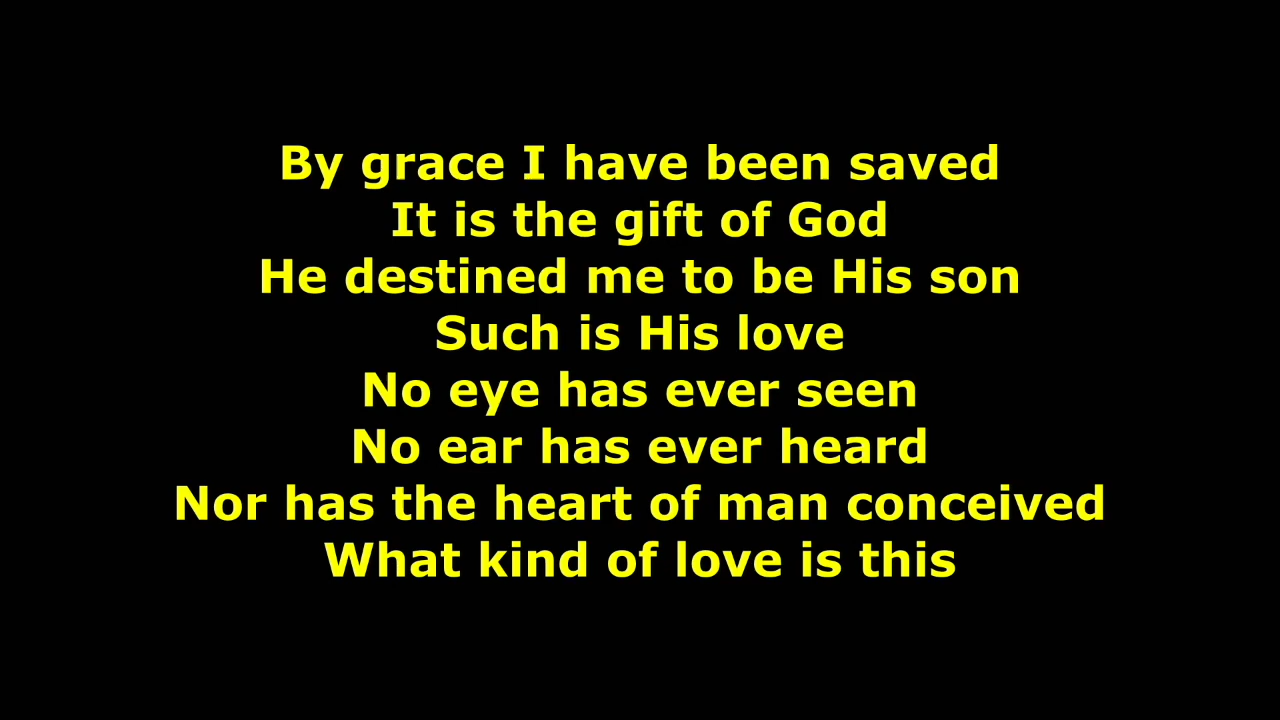 By grace I have been saved
It is the gift of God
He destined me to be His son
Such is His love
No eye has ever seen
No ear has ever heard
Nor has the heart of man conceived
What kind of love is this